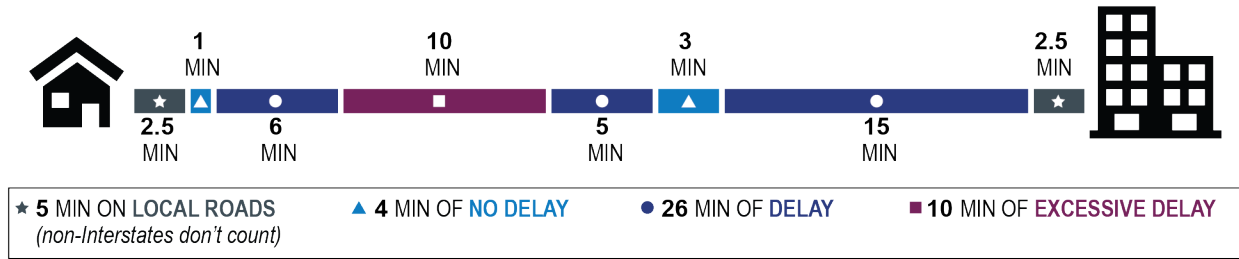 1
MIN
10
MIN
3
MIN
2.5
MIN
2.5
MIN
6
MIN
5
MIN
15
MIN
5 MIN ON LOCAL ROADS
(non-Interstates don't count)
4 MIN OF NO DELAY
26 MIN OF DELAY
10 MIN OF EXCESSIVE DELAY